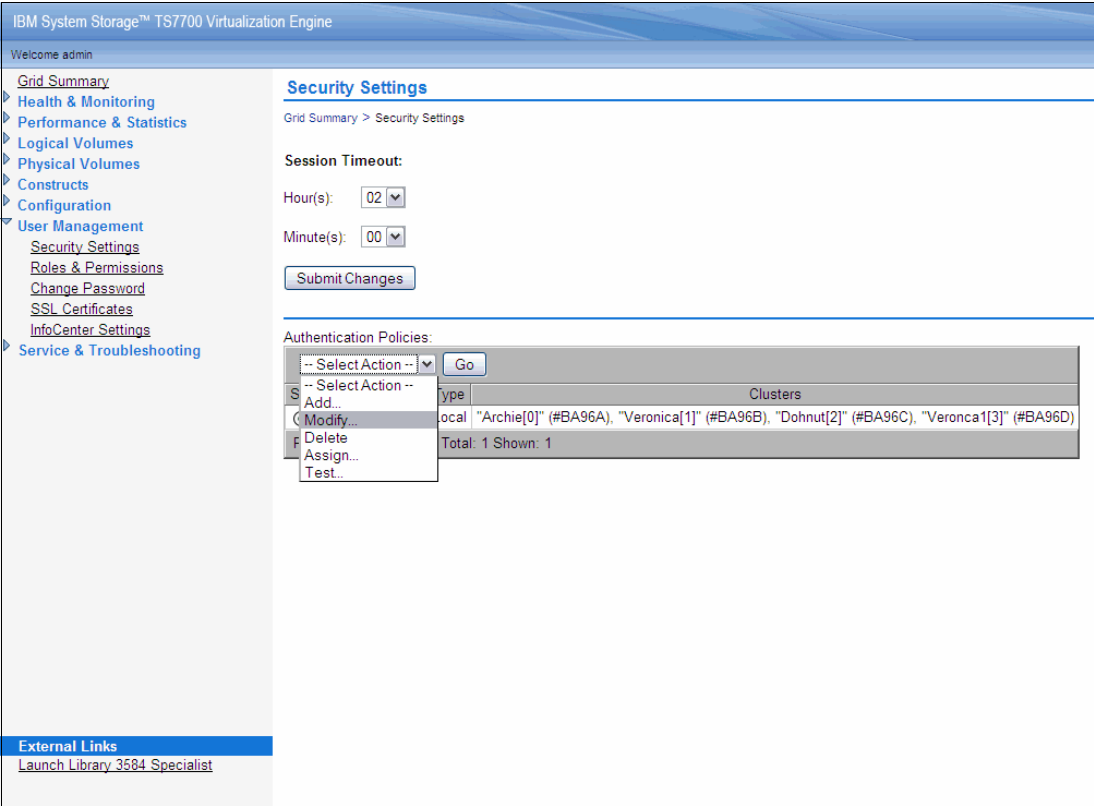 IBM System Storage™ TS7700 Virtualization Engine
Welcome admin
Grid Summary
Health & Monitoring
Performance & Statistics
Logical Volumes
Physical Volumes
Constructs
Configuration
User Management
Security Settings
Roles & Permissions
Change Password
SSL Certificates
InfoCenter Settings
Service & Troubleshooting
External Links
Launch Library 3584 Specialist
Security Settings
Grid Summary > Security Settings
Session Timeout:
Hour(s): 02
Minute(s): 00
Submit Changes
Authentication Policies:
-- Select Action -- Go
-- Select Action --
Add...
Modify...
Delete
Assign...
Test...
Clusters
"Archie[0]" (#BA96A), "Veronica[1]" (#BA96B), "Dohnut[2]" (#BA96C), "Veronca1[3]" (#BA96D)
Total: 1 Shown: 1